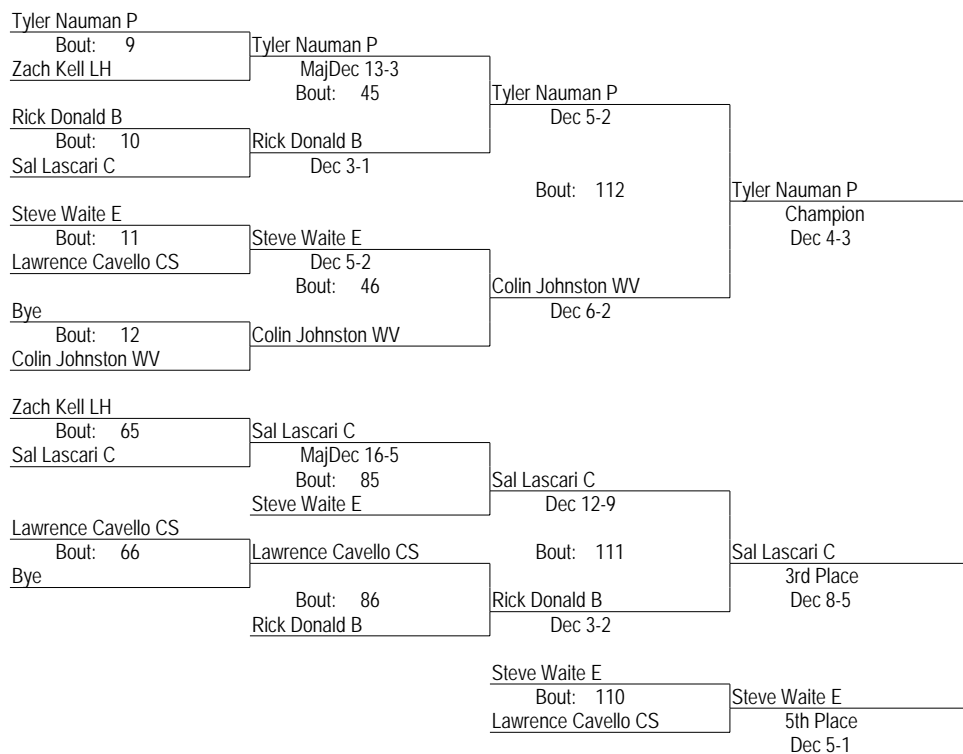 Tyler Nauman P
Bout: 9
Zach Kell LH
Tyler Nauman P
MajDec 13-3
Bout: 45
Rick Donald B
Bout: 10
Sal Lascari C
Rick Donald B
Dec 3-1
Tyler Nauman P
Dec 5-2
Bout: 112
Steve Waite E
Bout: 11
Lawrence Cavello CS
Steve Waite E
Dec 5-2
Bout: 46
Bye
Bout: 12
Colin Johnston WV
Colin Johnston WV
Colin Johnston WV
Dec 6-2
Tyler Nauman P
Champion
Dec 4-3
Zach Kell LH
Bout: 65
Sal Lascari C
Sal Lascari C
MajDec 16-5
Bout: 85
Steve Waite E
Sal Lascari C
Dec 12-9
Lawrence Cavello CS
Bout: 66
Bye
Lawrence Cavello CS
Bout: 86
Rick Donald B
Bout: 111
Rick Donald B
Dec 3-2
Sal Lascari C
3rd Place
Dec 8-5
Steve Waite E
Bout: 110
Lawrence Cavello CS
Steve Waite E
5th Place
Dec 5-1